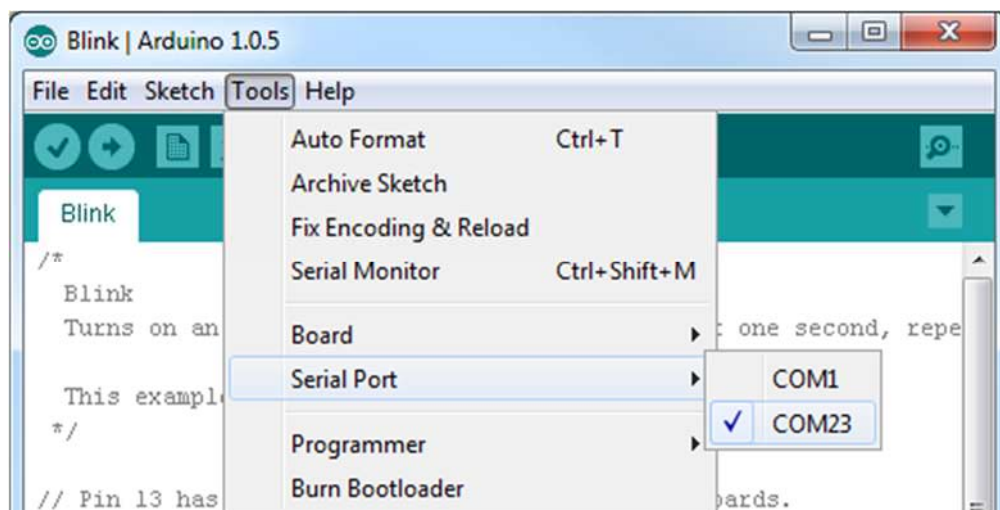 Blink | Arduino 1.0.5
File Edit Sketch Tools Help
Auto Format Ctrl+T
Archive Sketch
Fix Encoding & Reload
Serial Monitor Ctrl+Shift+M
Board
Serial Port
Programmer
Burn Bootloader
COM1
COM23
Blink
/*
Blink
Turns on an one second, repe
This exampl
*/
// Pin 13 has